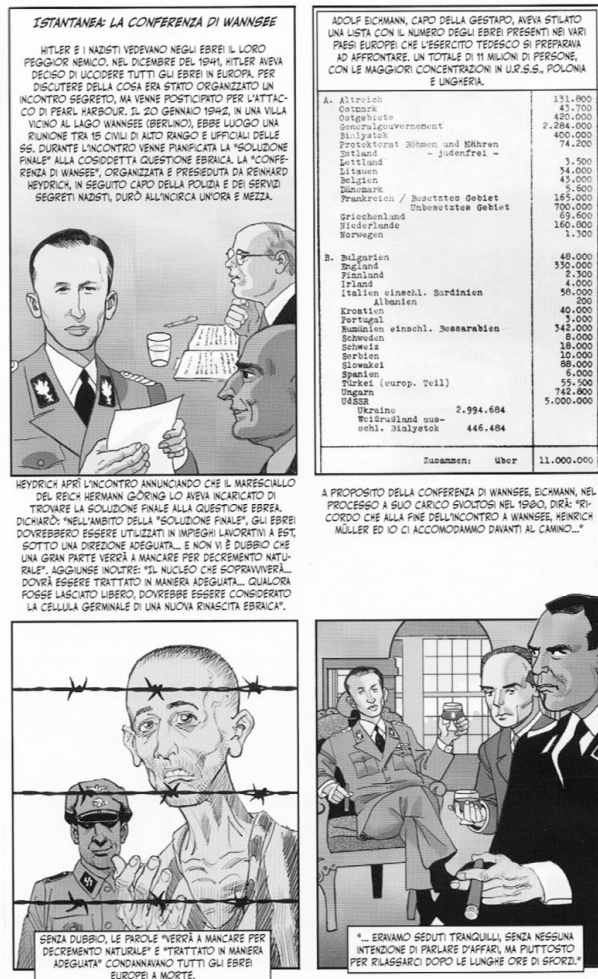 ISTANTANEA: LA CONFERENZA DI WANNSEE
HITLER E I NAZISTI VEDEVANO NEGLI EBREI IL LORO
PEGGIOR NEMICO. NEL DICEMBRE DEL 1941, HITLER AVEVA
DECISO DI UCCIDERE TUTTI GLI EBREI IN EUROPA. PER
DISCUTERE DELLA COSA ERA STATO ORGANIZZATO UN
INCONTRO SEGRETO, MA VENNE POSTICIPATO PER L'ATTAC-
CO DI PEARL HARBOUR. IL 20 GENNAIO 1942, IN UNA VILLA
VICINO AL LAGO WANNSEE (BERLINO), EBBE LUOGO UNA
RIUNIONE TRA 15 CIVILI DI ALTO RANGO E UFFICIALI DELLE
SS. DURANTE L'INCONTRO VENNE PIANIFICATA LA "SOLUZIONE
FINALE" ALLA COSIDDETTA QUESTIONE EBRAICA. LA "CONFE-
RENZA DI WANSEE", ORGANIZZATA E PRESIEDUTA DA REINHARD
HEYDRICH, IN SEGUITO CAPO DELLA POLIZIA E DEI SERVIZI
SEGRETI NAZISTI, DURÒ ALL'INCIRCA UN'ORA E MEZZA.
ADOLF EICHMANN, CAPO DELLA GESTAPO, AVEVA STILATO
UNA LISTA CON IL NUMERO DEGLI EBREI PRESENTI NEI VARI
PAESI EUROPEI CHE L'ESERCITO TEDESCO SI PREPARAVA
AD AFFRONTARE. UN TOTALE DI 11 MILIONI DI PERSONE,
CON LE MAGGIORI CONCENTRAZIONI IN U.R.S.S., POLONIA
E UNGHERIA.
A. Altreich 131.800
Ostmark 43.700
Ostgebiete 420.000
Generalgouvernement 2.284.000
Bialystok 400.000
Protektorat Böhmen und Mähren 74.200
Estland - judenfrei -
Lettland 3.500
Litauen 34.000
Belgien 43.000
Dänemark 5.600
Frankreich / Besetztes Gebiet 165.000
Unbesetztes Gebiet 700.000
Griechenland 69.600
Niederlande 160.800
Norwegen 1.300
B. Bulgarien 48.000
England 330.000
Finnland 2.300
Irland 4.000
Italien einschl. Sardinien 58.000
Albanien 200
Kroatien 40.000
Portugal 3.000
Rumänien einschl. Bessarabien 342.000
Schweden 8.000
Schweiz 18.000
Serbien 10.000
Slowakei 88.000
Spanien 6.000
Türkei (europ. Teil) 55.500
Ungarn 742.800
UdSSR 5.000.000
Ukraine 2.994.684
Weißrußland aus-
schl. Bialystok 446.484
Zusammen: über 11.000.000
HEYDRICH APRÌ L'INCONTRO ANNUNCIANDO CHE IL MARESCIALLO
DEL REICH HERMANN GÖRING LO AVEVA INCARICATO DI
TROVARE LA SOLUZIONE FINALE ALLA QUESTIONE EBREA.
DICHIARÒ: "NELL'AMBITO DELLA "SOLUZIONE FINALE", GLI EBREI
DOVREBBERO ESSERE UTILIZZATI IN IMPIEGHI LAVORATIVI A EST,
SOTTO UNA DIREZIONE ADEGUATA... E NON VI È DUBBIO CHE
UNA GRAN PARTE VERRÀ A MANCARE PER DECREMENTO NATU-
RALE". AGGIUNSE INOLTRE: "IL NUCLEO CHE SOPRAVVIVERÀ...
DOVRÀ ESSERE TRATTATO IN MANIERA ADEGUATA... QUALORA
FOSSE LASCIATO LIBERO, DOVREBBE ESSERE CONSIDERATO
LA CELLULA GERMINALE DI UNA NUOVA RINASCITA EBRAICA".
A PROPOSITO DELLA CONFERENZA DI WANNSEE, EICHMANN, NEL
PROCESSO A SUO CARICO SVOLTOSI NEL 1960, DIRÀ: "RI-
CORDO CHE ALLA FINE DELL'INCONTRO A WANNSEE, HEINRICH
MÜLLER ED IO CI ACCOMODAMMO DAVANTI AL CAMINO..."
SENZA DUBBIO, LE PAROLE "VERRÀ A MANCARE PER
DECREMENTO NATURALE" E "TRATTATO IN MANIERA
ADEGUATA" CONDANNAVANO TUTTI GLI EBREI
EUROPEI A MORTE.
"... ERAVAMO SEDUTI TRANQUILLI, SENZA NESSUNA
INTENZIONE DI PARLARE D'AFFARI, MA PIUTTOSTO
PER RILASSARCI DOPO LE LUNGHE ORE DI SFORZI."